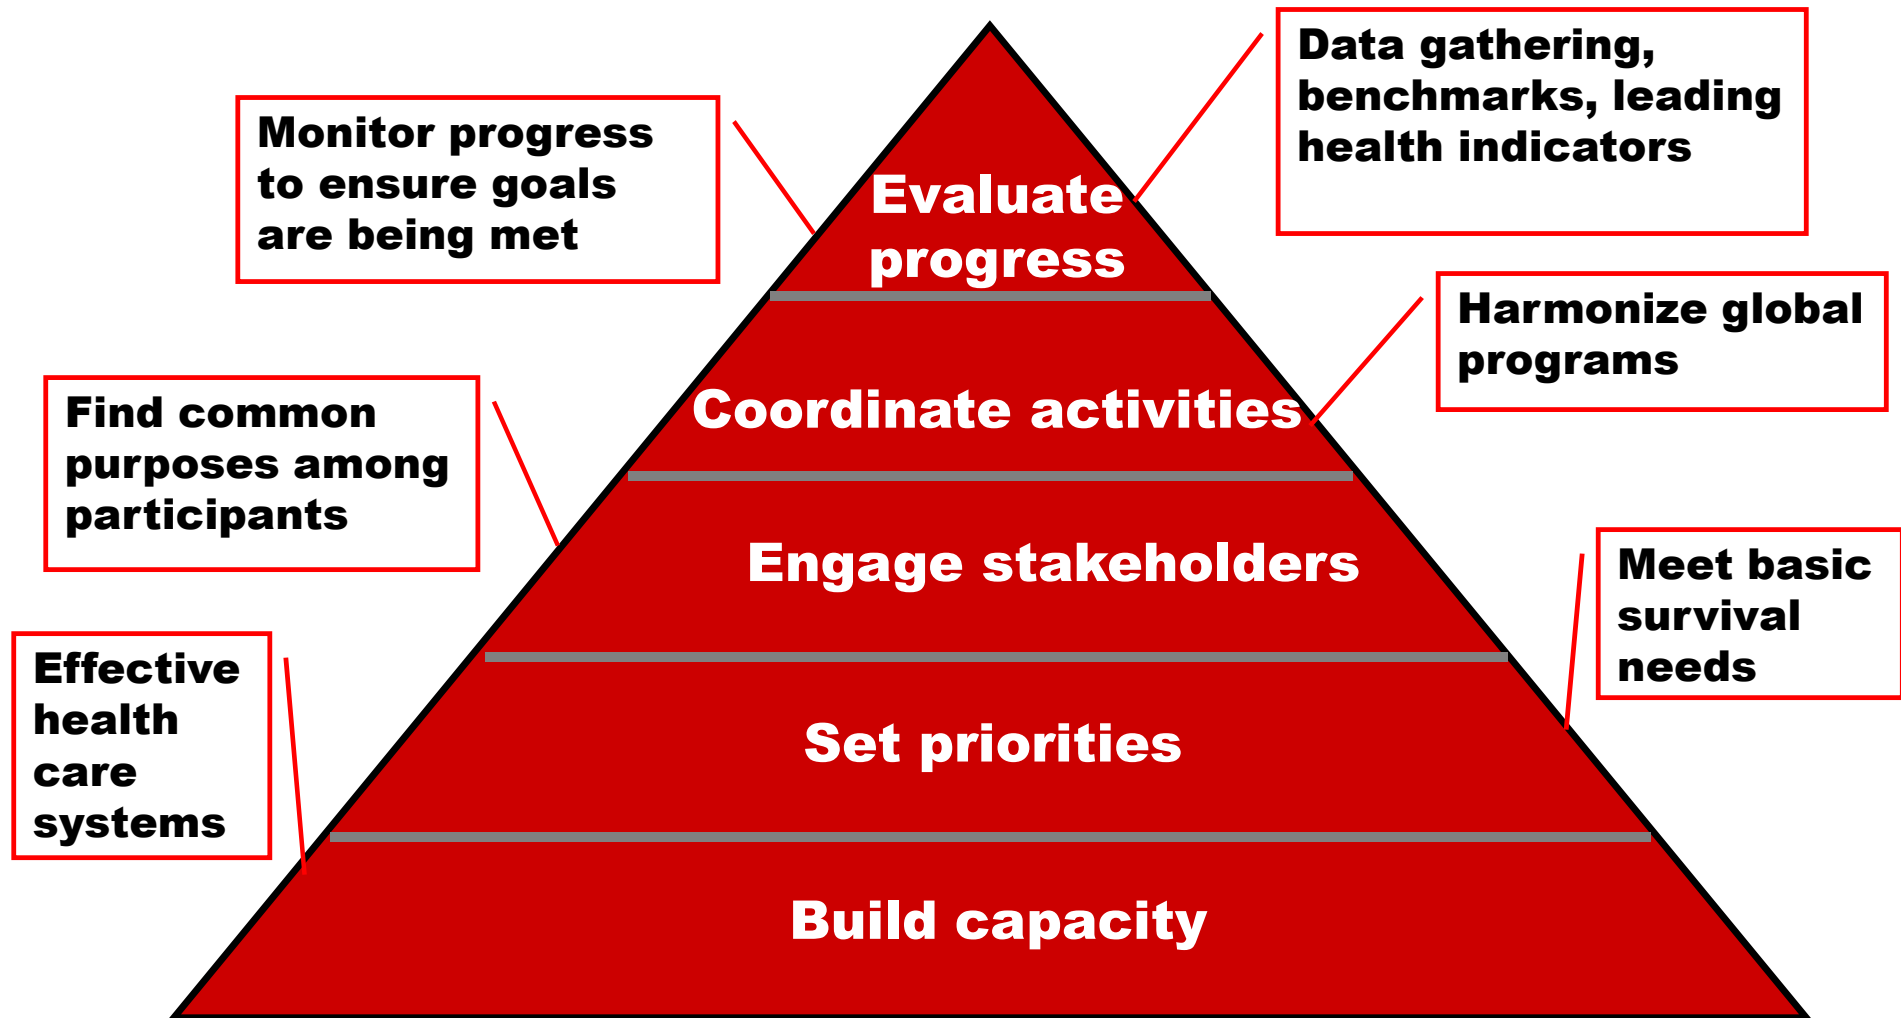 Data gathering,
benchmarks, leading
health indicators
Monitor progress
to ensure goals
are being met
Evaluate
progress
Harmonize global
programs
Coordinate activities
Find common
purposes among
participants
Engage stakeholders
Meet basic
survival
needs
Effective
health
care
systems
Set priorities
Build capacity